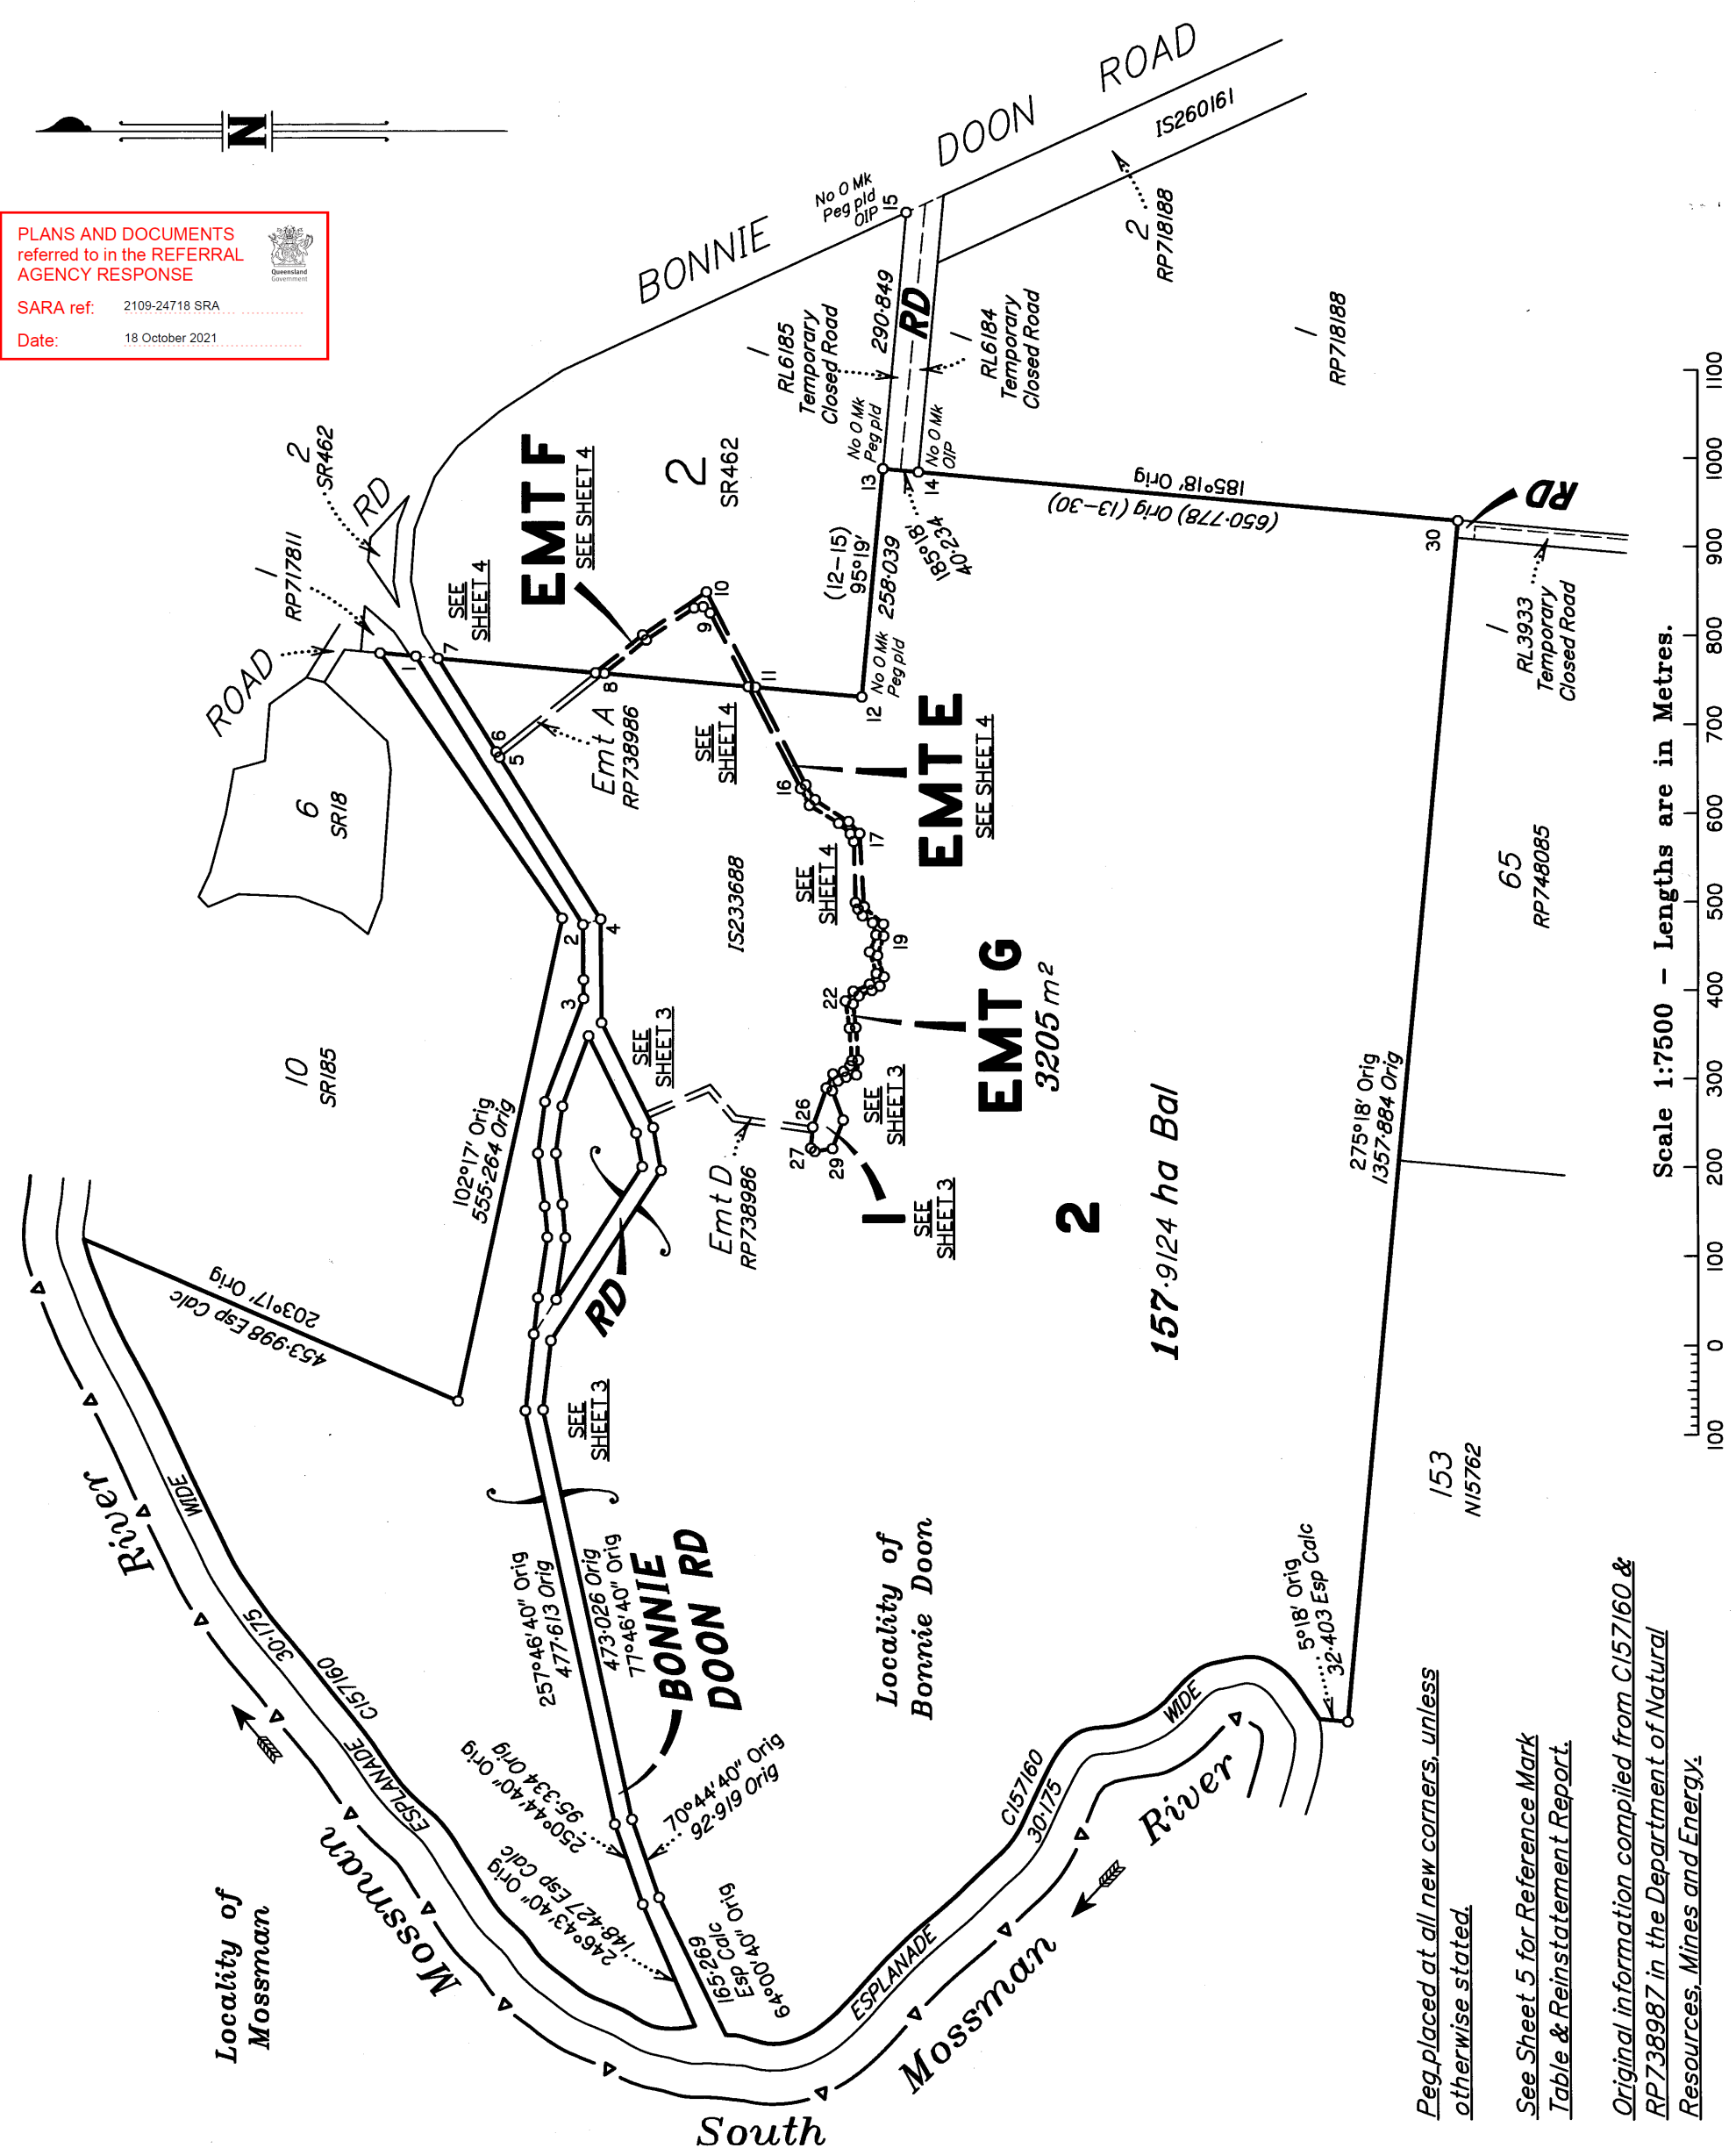 PLANS AND DOCUMENTS
referred to in the REFERRAL
AGENCY RESPONSE
Queensland
Government
SARA ref: 2109-24718 SRA
Date: 18 October 2021
N
Locality of
Mossman
River
Mossman
WIDE
30·175
C157160
ESPLANADE
203°17' Orig
453·998 Esp Calc
102°17' Orig
555·264 Orig
10
SR185
6
SR18
ROAD
1
RP717811
2
SR462
RD
BONNIE
DOON
ROAD
IS260161
2
RP718188
1
RP718188
No O Mk
Peg pld
OIP
15
290·849
RD
1
RL6185
Temporary
Closed Road
1
RL6184
Temporary
Closed Road
No O Mk
Peg pld
13
No O Mk
OIP
14
185°18'
40·234
(12-15)
95°19'
258·039
No O Mk
Peg pld
12
185°18' Orig
(650·778) Orig (13-30)
30
RD
1
RL3933
Temporary
Closed Road
EMT F
SEE SHEET 4
2
SR462
SEE
SHEET 4
1
7
8
9
10
11
6
5
Emt A
RP738986
SEE
SHEET 4
EMT E
SEE SHEET 4
16
17
SEE
SHEET 4
19
22
IS233688
2
3
4
SEE
SHEET 3
EMT G
3205 m²
SEE
SHEET 3
26
27
29
Emt D
RP738986
1
SEE
SHEET 3
2
157·9124 ha Bal
RD
SEE
SHEET 3
257°46'40" Orig
477·613 Orig
473·026 Orig
77°46'40" Orig
BONNIE
DOON RD
250°44'40" Orig
95·334 Orig
70°44'40" Orig
92·919 Orig
246°43'40" Orig
148·427 Esp Calc
165·269
Esp Calc
64°00'40" Orig
Locality of
Bonnie Doon
275°18' Orig
1357·884 Orig
65
RP748085
153
N15762
5°18' Orig
32·403 Esp Calc
WIDE
30·175
C157160
ESPLANADE
South
Mossman
River
Peg placed at all new corners, unless
otherwise stated.
See Sheet 5 for Reference Mark
Table & Reinstatement Report.
Original information compiled from C157160 &
RP738987 in the Department of Natural
Resources, Mines and Energy.
Scale 1:7500 – Lengths are in Metres.
100 0 100 200 300 400 500 600 700 800 900 1000 1100